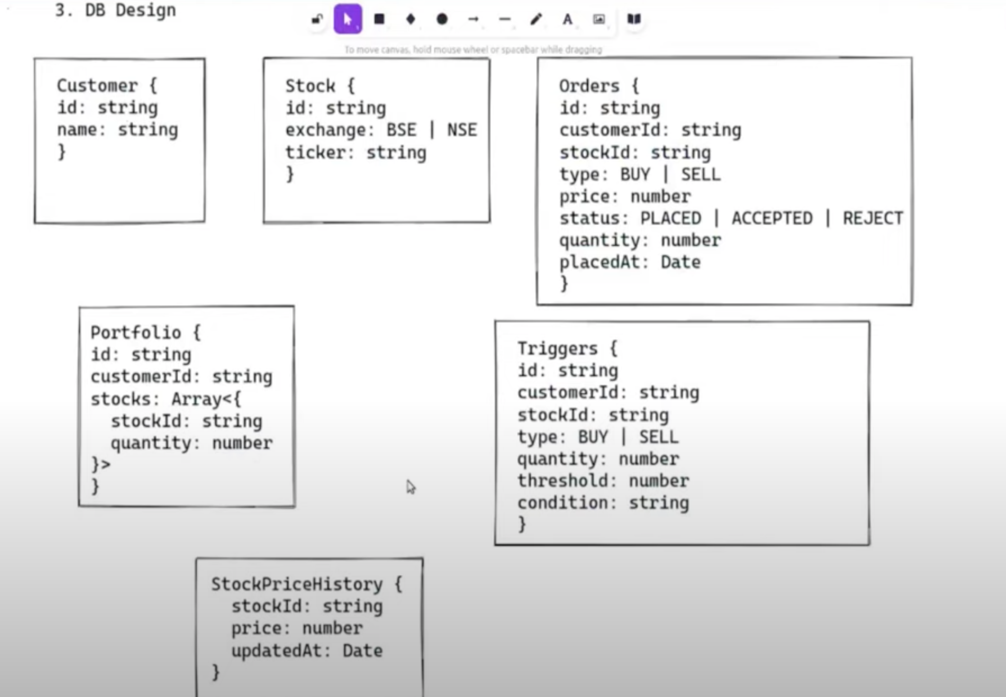 3. DB Design
A
To move canvas, hold mouse wheel or spacebar while dragging
Customer {
id: string
name: string
}
Stock {
id: string
exchange: BSE | NSE
ticker: string
}
Orders {
id: string
customerId: string
stockId: string
type: BUY | SELL
price: number
status: PLACED | ACCEPTED | REJECT
quantity: number
placedAt: Date
}
Portfolio {
id: string
customerId: string
stocks: Array<{
stockId: string
quantity: number
}>
}
Triggers {
id: string
customerId: string
stockId: string
type: BUY | SELL
quantity: number
threshold: number
condition: string
}
StockPriceHistory {
stockId: string
price: number
updatedAt: Date
}